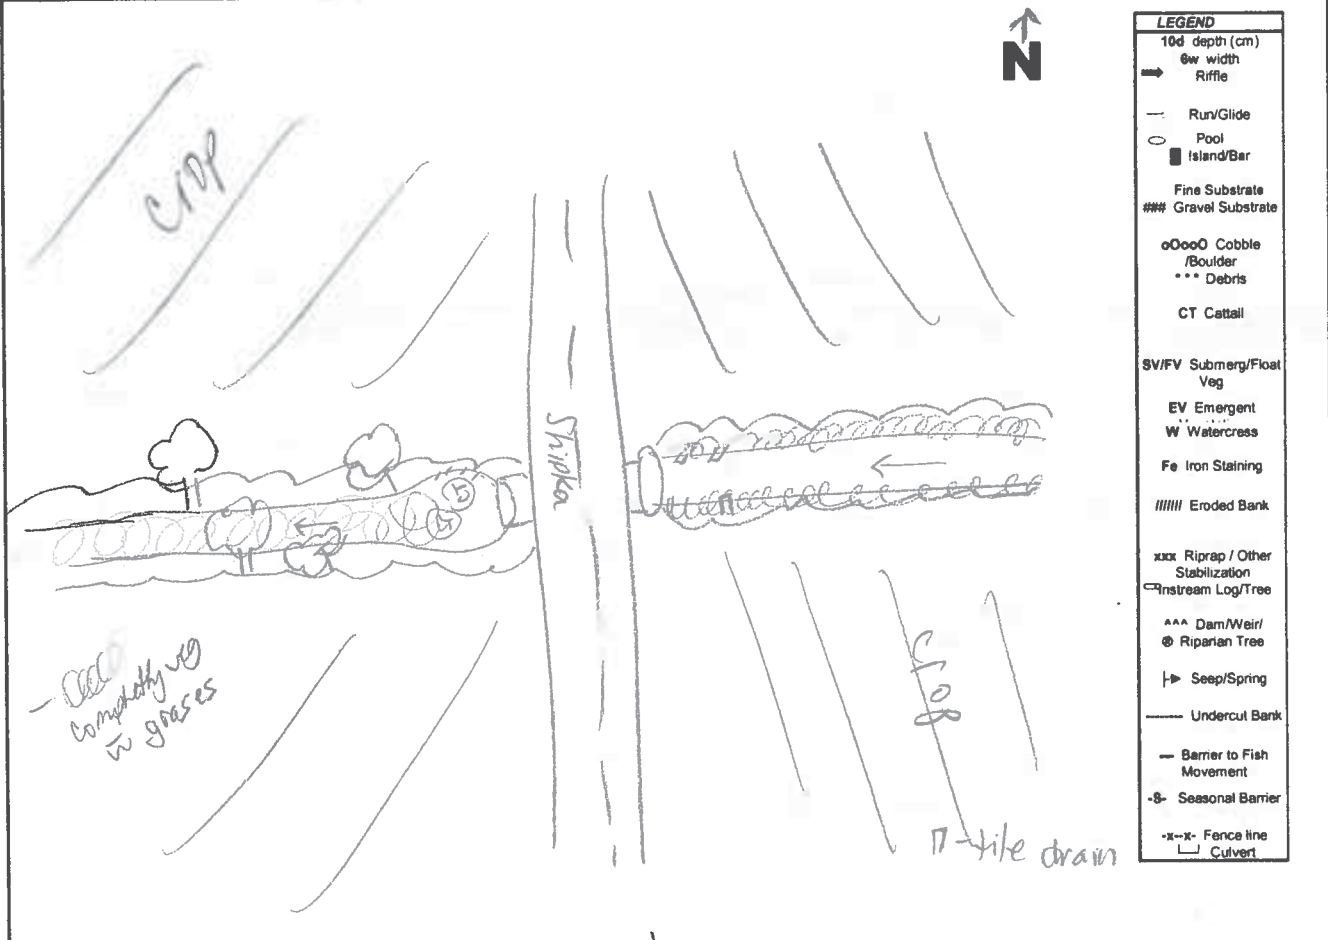 N
CroP
Shipka
completely
w grasses
CroB
П-tile drain
LEGEND
10d depth (cm)
6w width
Riffle
Run/Glide
Pool
Island/Bar
Fine Substrate
### Gravel Substrate
oOooO Cobble
/Boulder
*** Debris
CT Cattail
SV/FV Submerg/Float
Veg
EV Emergent
W Watercress
Fe Iron Staining
/////// Eroded Bank
xxx Riprap / Other
Stabilization
Instream Log/Tree
^^^ Dam/Weir/
Riparian Tree
Seep/Spring
Undercut Bank
Barrier to Fish
Movement
-S- Seasonal Barrier
-x--x- Fence line
Culvert